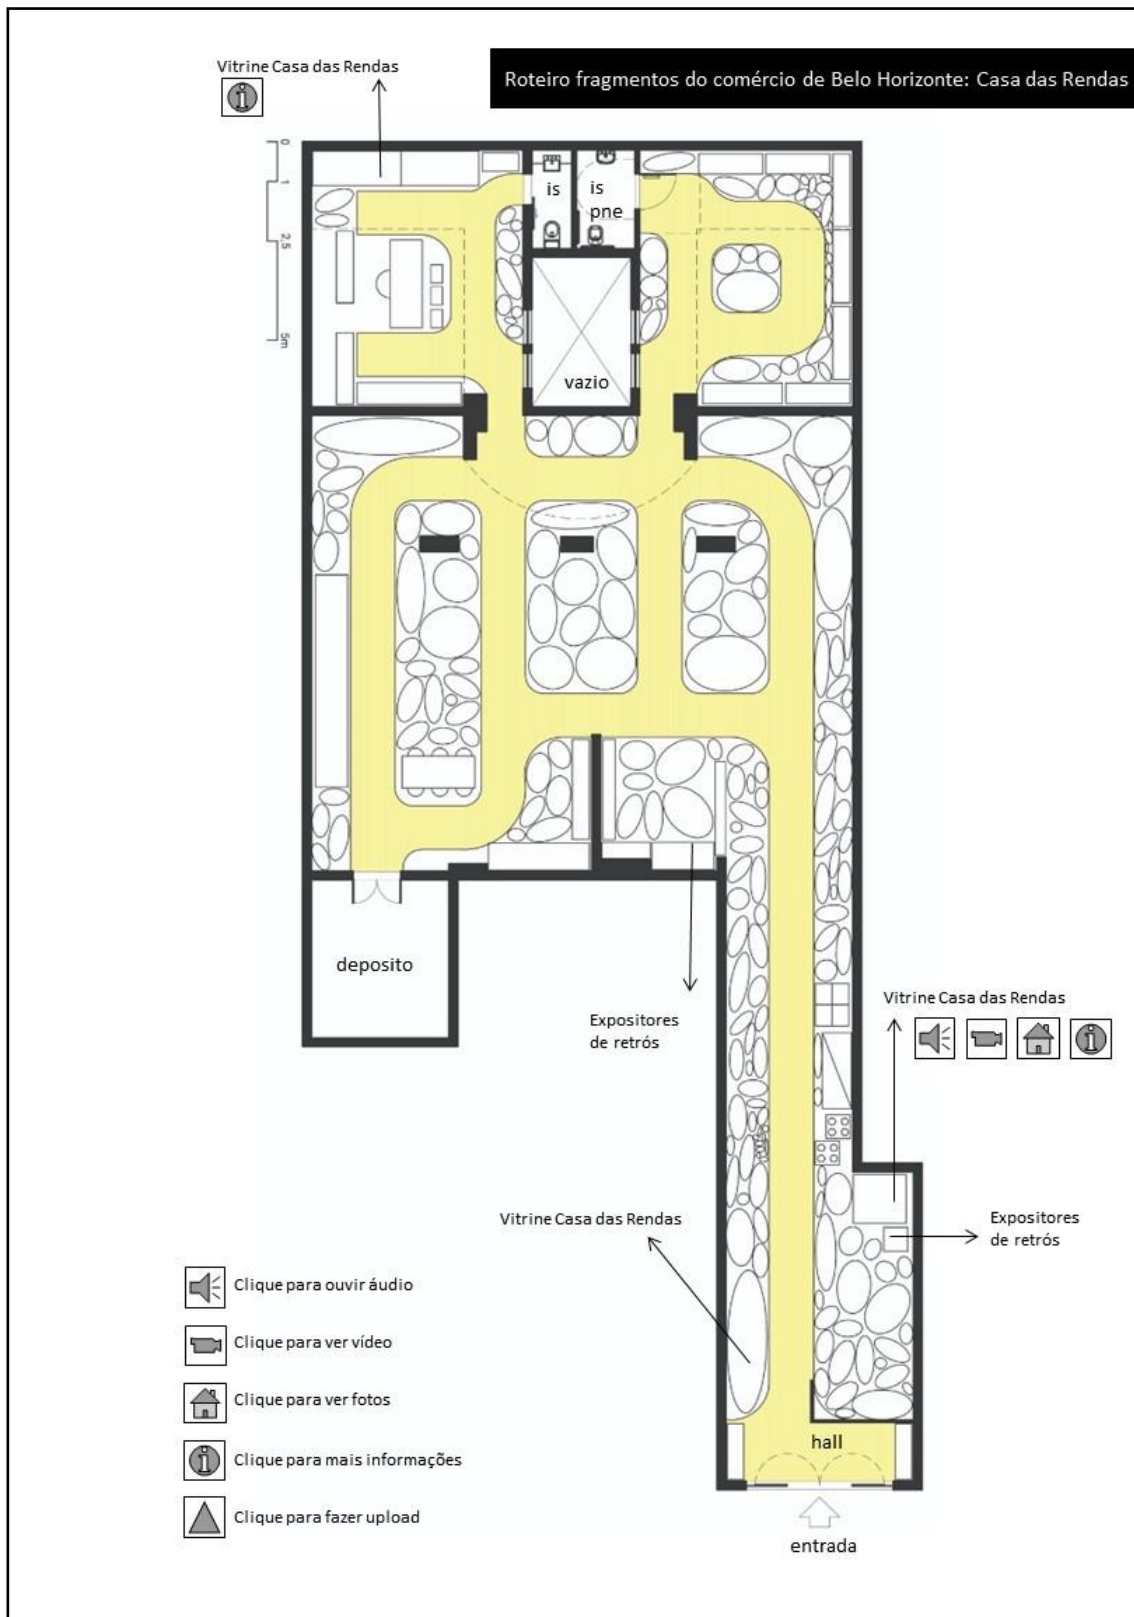 Vitrine Casa das Rendas
Roteiro fragmentos do comércio de Belo Horizonte: Casa das Rendas
0
1
2,5
5m
is
is
pne
vazio
deposito
Expositores
de retrós
Vitrine Casa das Rendas
Vitrine Casa das Rendas
Expositores
de retrós
Clique para ouvir áudio
Clique para ver vídeo
Clique para ver fotos
Clique para mais informações
Clique para fazer upload
hall
entrada